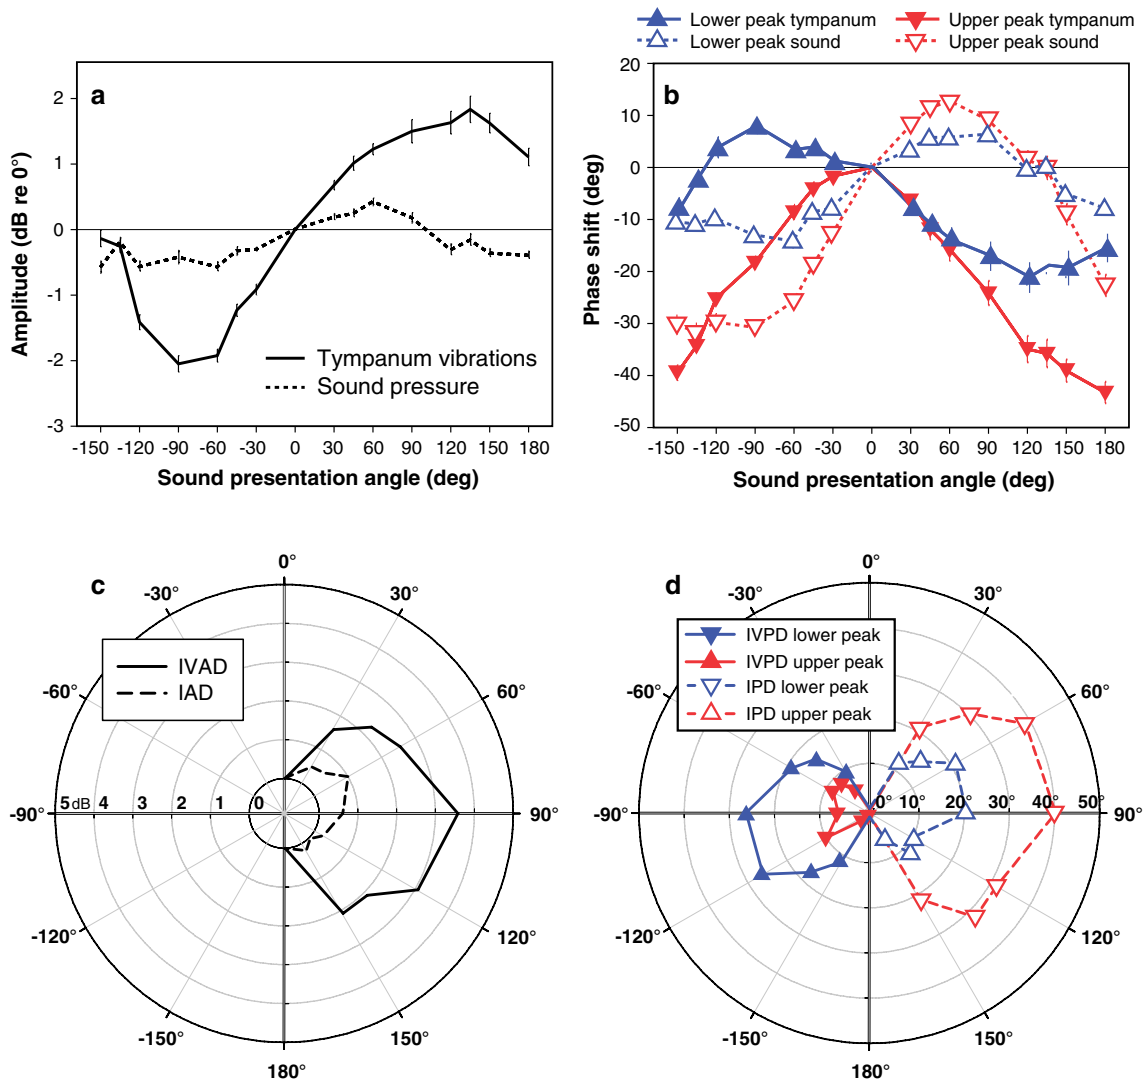 Lower peak tympanum Upper peak tympanum
Lower peak sound Upper peak sound
a
2
1
0
-1
-2
-3
Amplitude (dB re 0°)
Tympanum vibrations
Sound pressure
-150 -120 -90 -60 -30 0 30 60 90 120 150 180
Sound presentation angle (deg)
b
20
10
0
-10
-20
-30
-40
-50
Phase shift (deg)
-150 -120 -90 -60 -30 0 30 60 90 120 150 180
Sound presentation angle (deg)
c
0°
-30° 30°
IVAD
IAD
-60° 60°
5 dB 4 3 2 1 0
-90° 90°
-120° 120°
-150° 150°
180°
d
0°
-30° 30°
IVPD lower peak
IVPD upper peak
IPD lower peak
IPD upper peak
-60° 60°
0° 10° 20° 30° 40° 50°
-90° 90°
-120° 120°
-150° 150°
180°